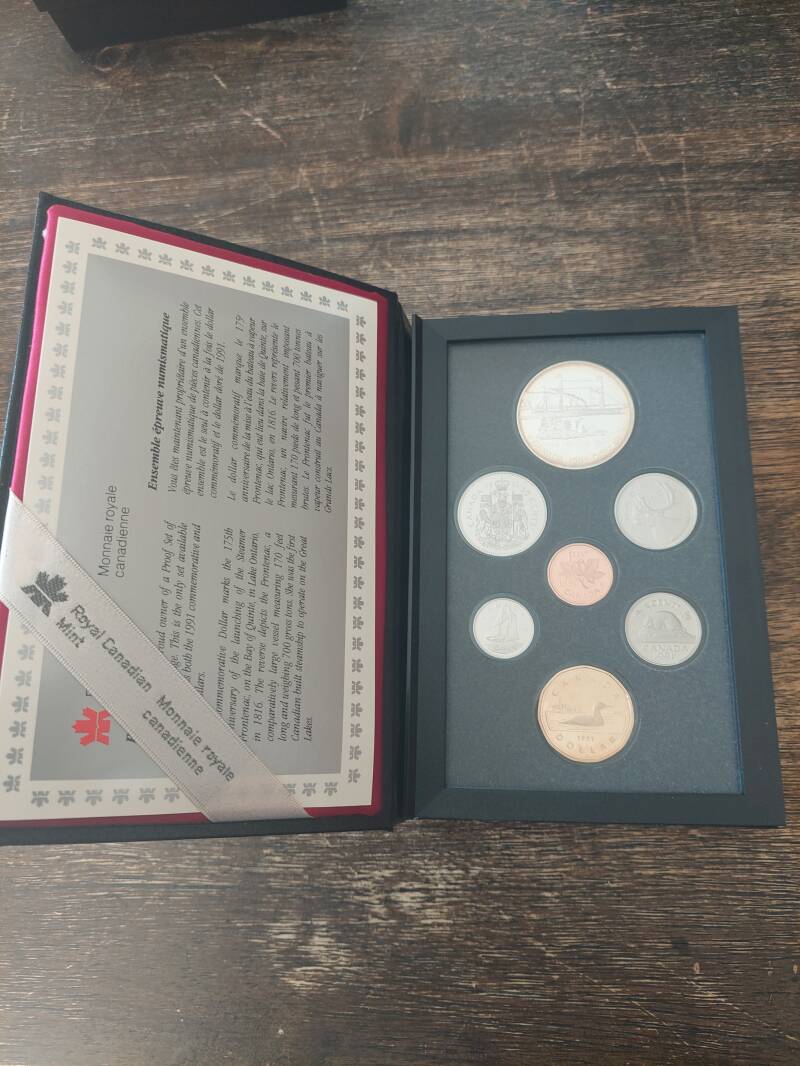 Monnaie royale
canadienne
Ensemble épreuve numismatique
Vous êtes maintenant propriétaire d'un ensemble
épreuve numismatique de pièces canadiennes. Cet
ensemble est le seul à contenir à la fois le dollar
commémoratif et le dollar doré de 1991.
Le dollar commémoratif marque le 175e
anniversaire de la mise à l'eau du bateau à vapeur
Frontenac, qui eut lieu dans la baie de Quinte, sur
le lac Ontario, en 1816. Le revers représente le
Frontenac, un navire relativement imposant
mesurant 170 pieds de long et pesant 700 tonnes
brutes. Le Frontenac fut le premier bateau à
vapeur construit au Canada à naviguer sur les
Grands Lacs.
proud owner of a Proof Set of
This is the only set available
both the 1991 commemorative and
Commemorative Dollar marks the 175th
of the launching of the Steamer
Frontenac, on the Bay of Quinte, in Lake Ontario,
in 1816. The reverse depicts the Frontenac, a
comparatively large vessel measuring 170 feet
long and weighing 700 gross tons. She was the first
Canadian built steamship to operate on the Great
Lakes.
Royal Canadian
Mint
Monnaie royale
canadienne
CANADA
5 CENTS
CANADA
1991
CANADA
1991
DOLLAR